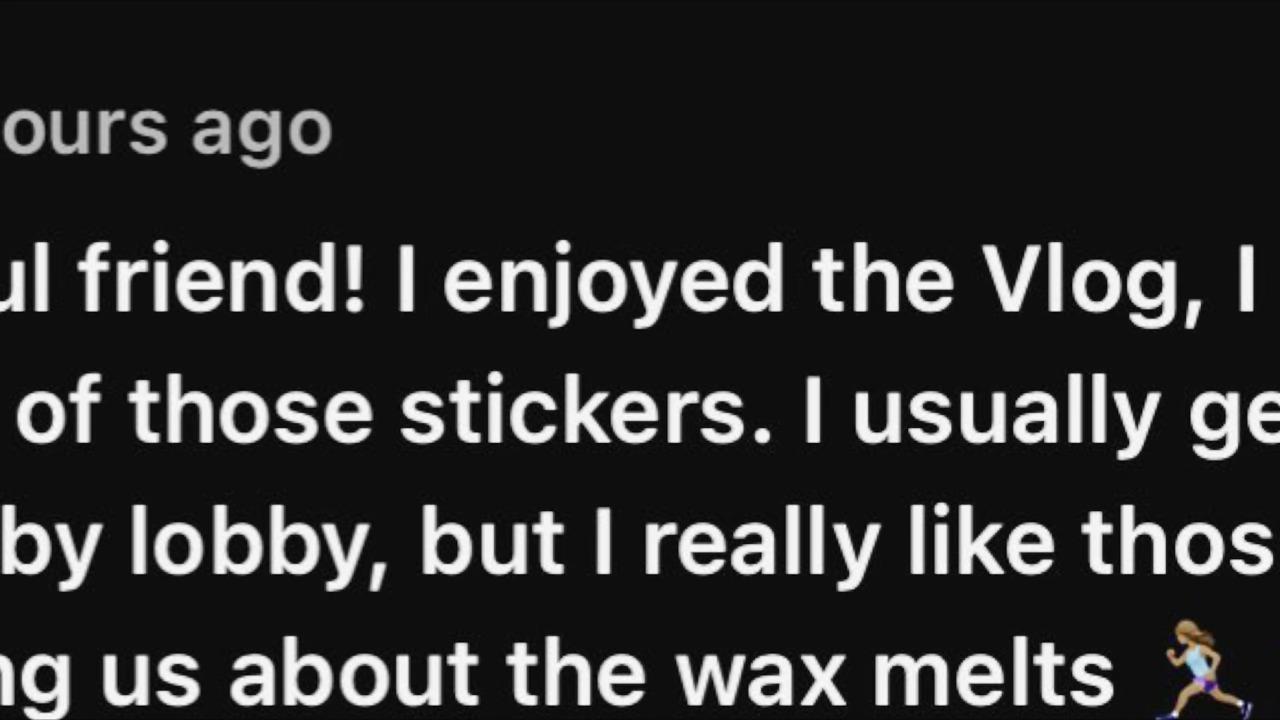 ours ago
ul friend! I enjoyed the Vlog, I
of those stickers. I usually ge
by lobby, but I really like thos
ng us about the wax melts 🏃🏼‍♀️